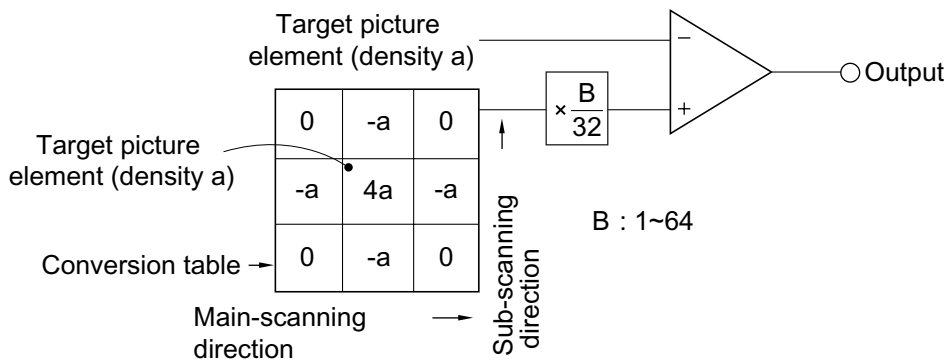 Target picture
element (density a)
−
Output
0 -a 0
× B/32
+
Target picture
element (density a)
-a 4a -a
B : 1~64
0 -a 0
Conversion table
Sub-scanning
direction
Main-scanning
direction